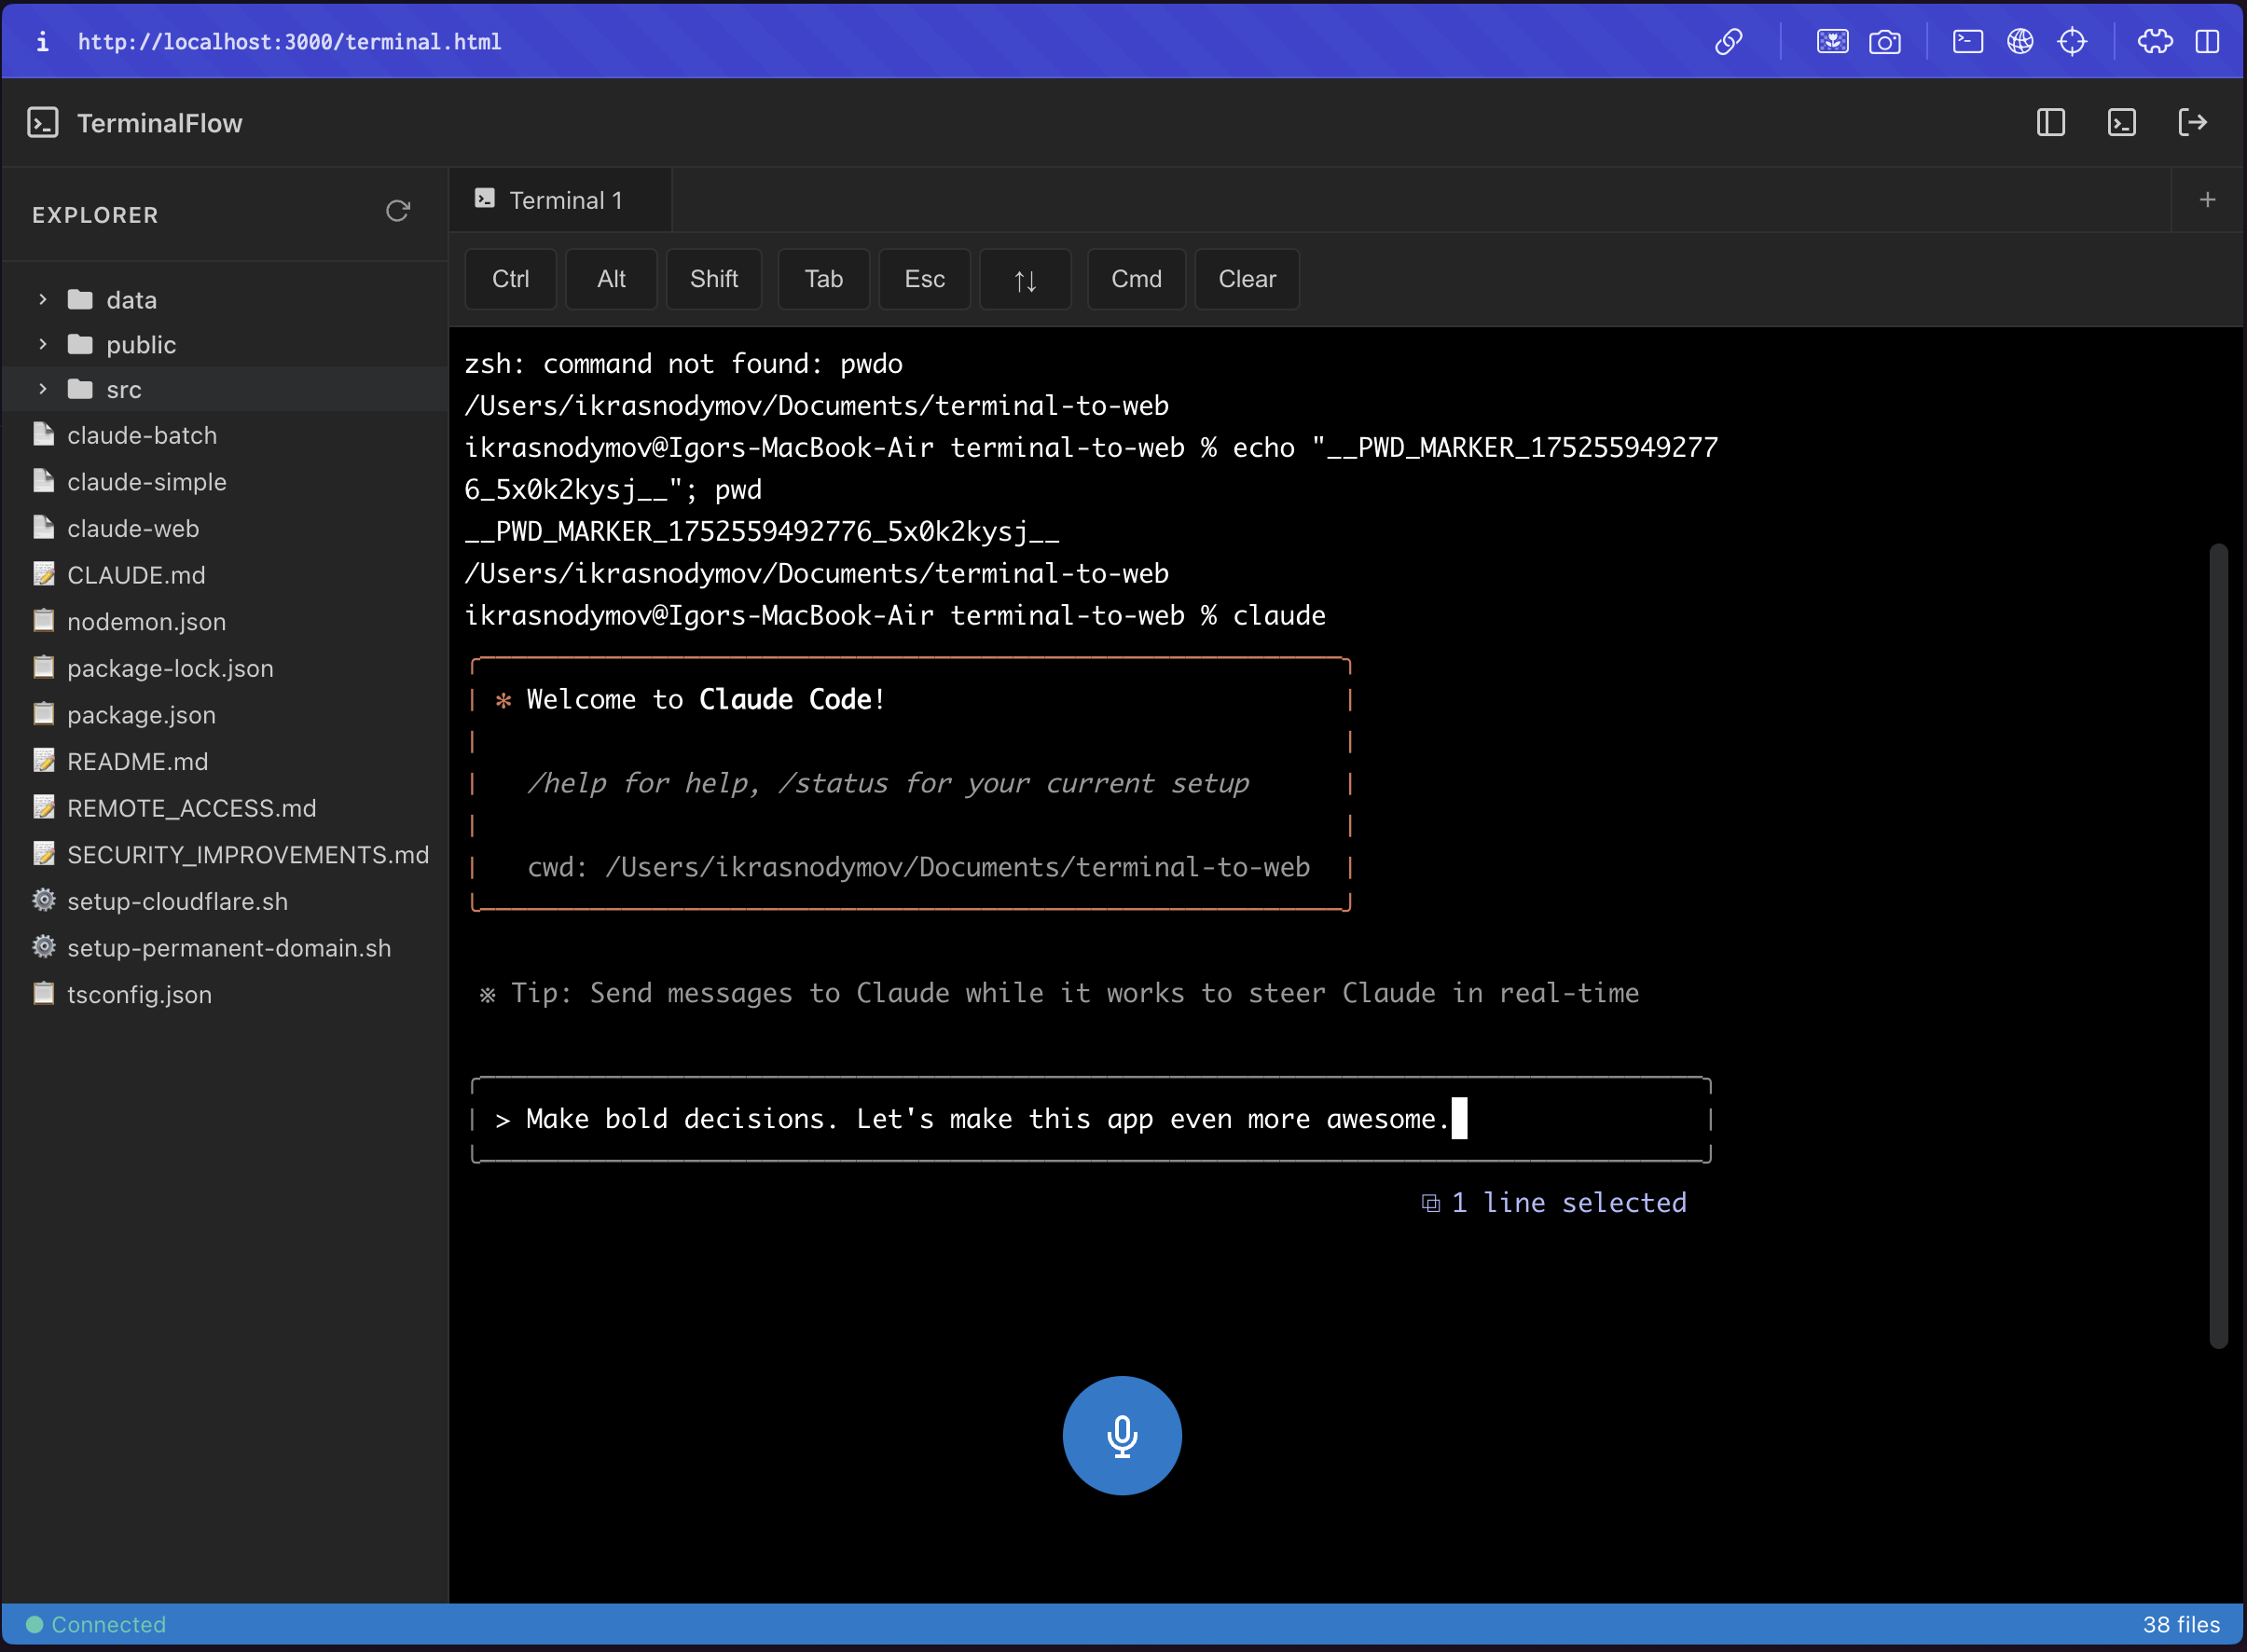 http://localhost:3000/terminal.html
TerminalFlow
EXPLORER
data
public
src
claude-batch
claude-simple
claude-web
CLAUDE.md
nodemon.json
package-lock.json
package.json
README.md
REMOTE_ACCESS.md
SECURITY_IMPROVEMENTS.md
setup-cloudflare.sh
setup-permanent-domain.sh
tsconfig.json
Terminal 1
Ctrl Alt Shift Tab Esc ↑↓ Cmd Clear
zsh: command not found: pwdo
/Users/ikrasnodymov/Documents/terminal-to-web
ikrasnodymov@Igors-MacBook-Air terminal-to-web % echo "__PWD_MARKER_175255949277
6_5x0k2kysj__"; pwd
__PWD_MARKER_1752559492776_5x0k2kysj__
/Users/ikrasnodymov/Documents/terminal-to-web
ikrasnodymov@Igors-MacBook-Air terminal-to-web % claude
✻ Welcome to Claude Code!
/help for help, /status for your current setup
cwd: /Users/ikrasnodymov/Documents/terminal-to-web
※ Tip: Send messages to Claude while it works to steer Claude in real-time
> Make bold decisions. Let's make this app even more awesome.
⧉ 1 line selected
Connected
38 files